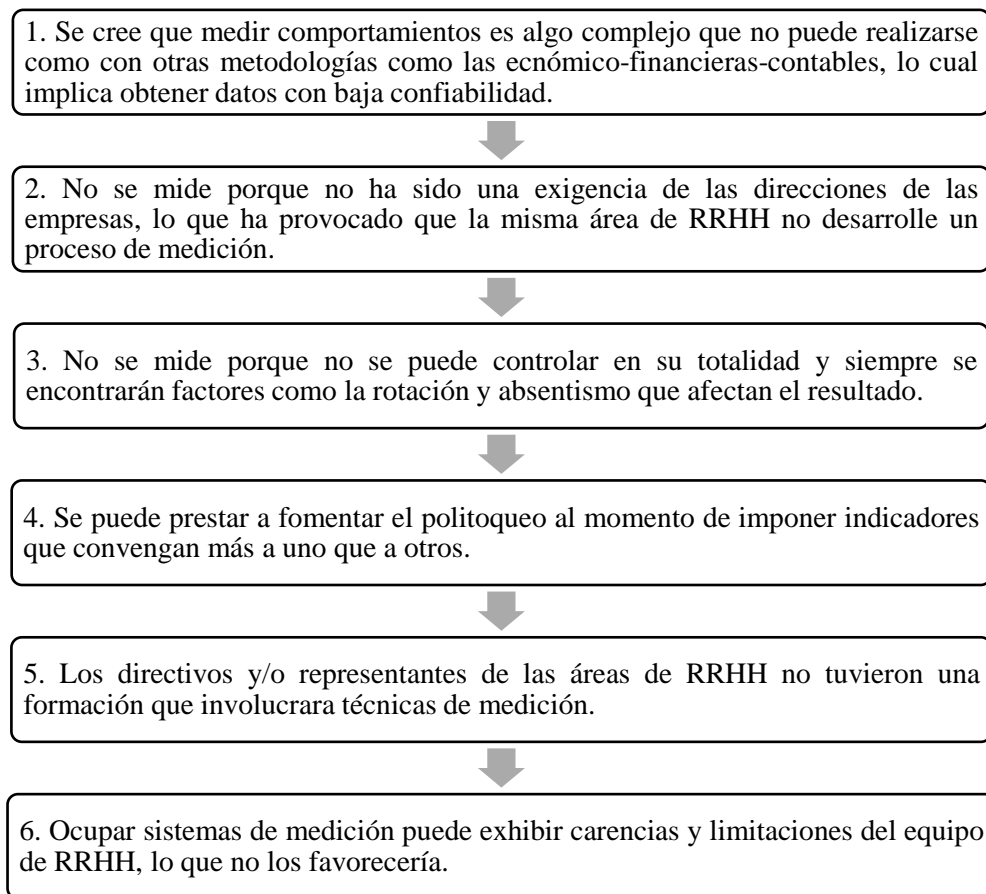 1. Se cree que medir comportamientos es algo complejo que no puede realizarse
como con otras metodologías como las ecnómico-financieras-contables, lo cual
implica obtener datos con baja confiabilidad.
2. No se mide porque no ha sido una exigencia de las direcciones de las
empresas, lo que ha provocado que la misma área de RRHH no desarrolle un
proceso de medición.
3. No se mide porque no se puede controlar en su totalidad y siempre se
encontrarán factores como la rotación y absentismo que afectan el resultado.
4. Se puede prestar a fomentar el politoqueo al momento de imponer indicadores
que convengan más a uno que a otros.
5. Los directivos y/o representantes de las áreas de RRHH no tuvieron una
formación que involucrara técnicas de medición.
6. Ocupar sistemas de medición puede exhibir carencias y limitaciones del equipo
de RRHH, lo que no los favorecería.